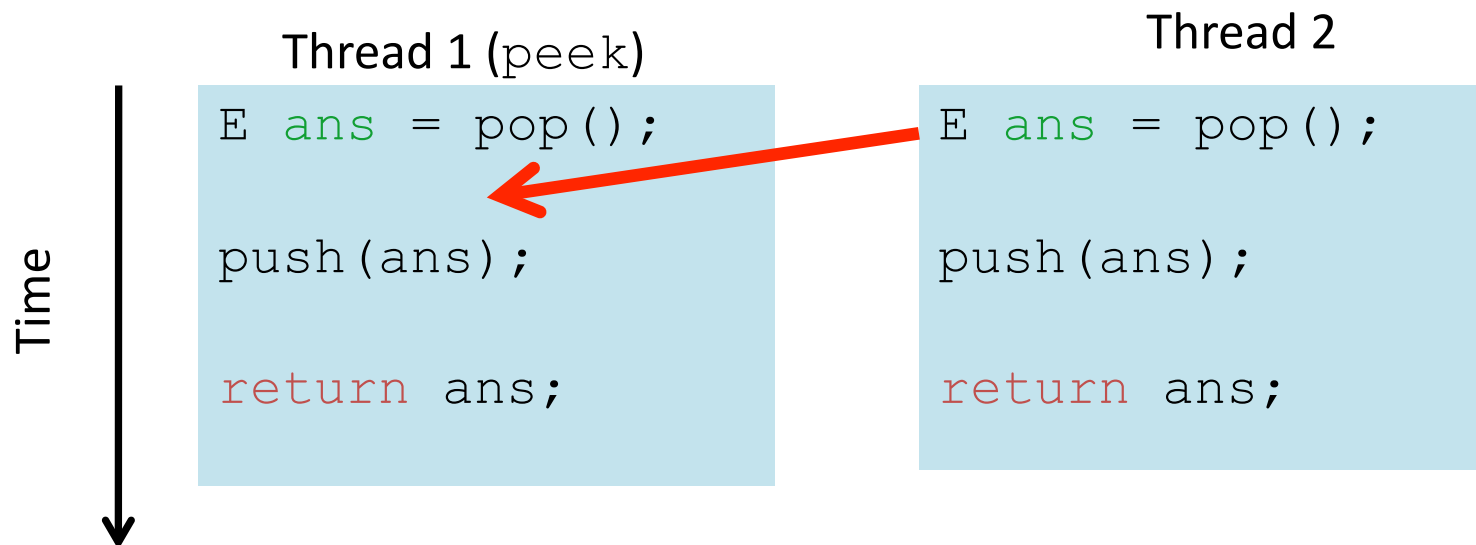 Thread 1 (peek)
E ans = pop();
push(ans);
return ans;
Thread 2
E ans = pop();
push(ans);
return ans;
Time